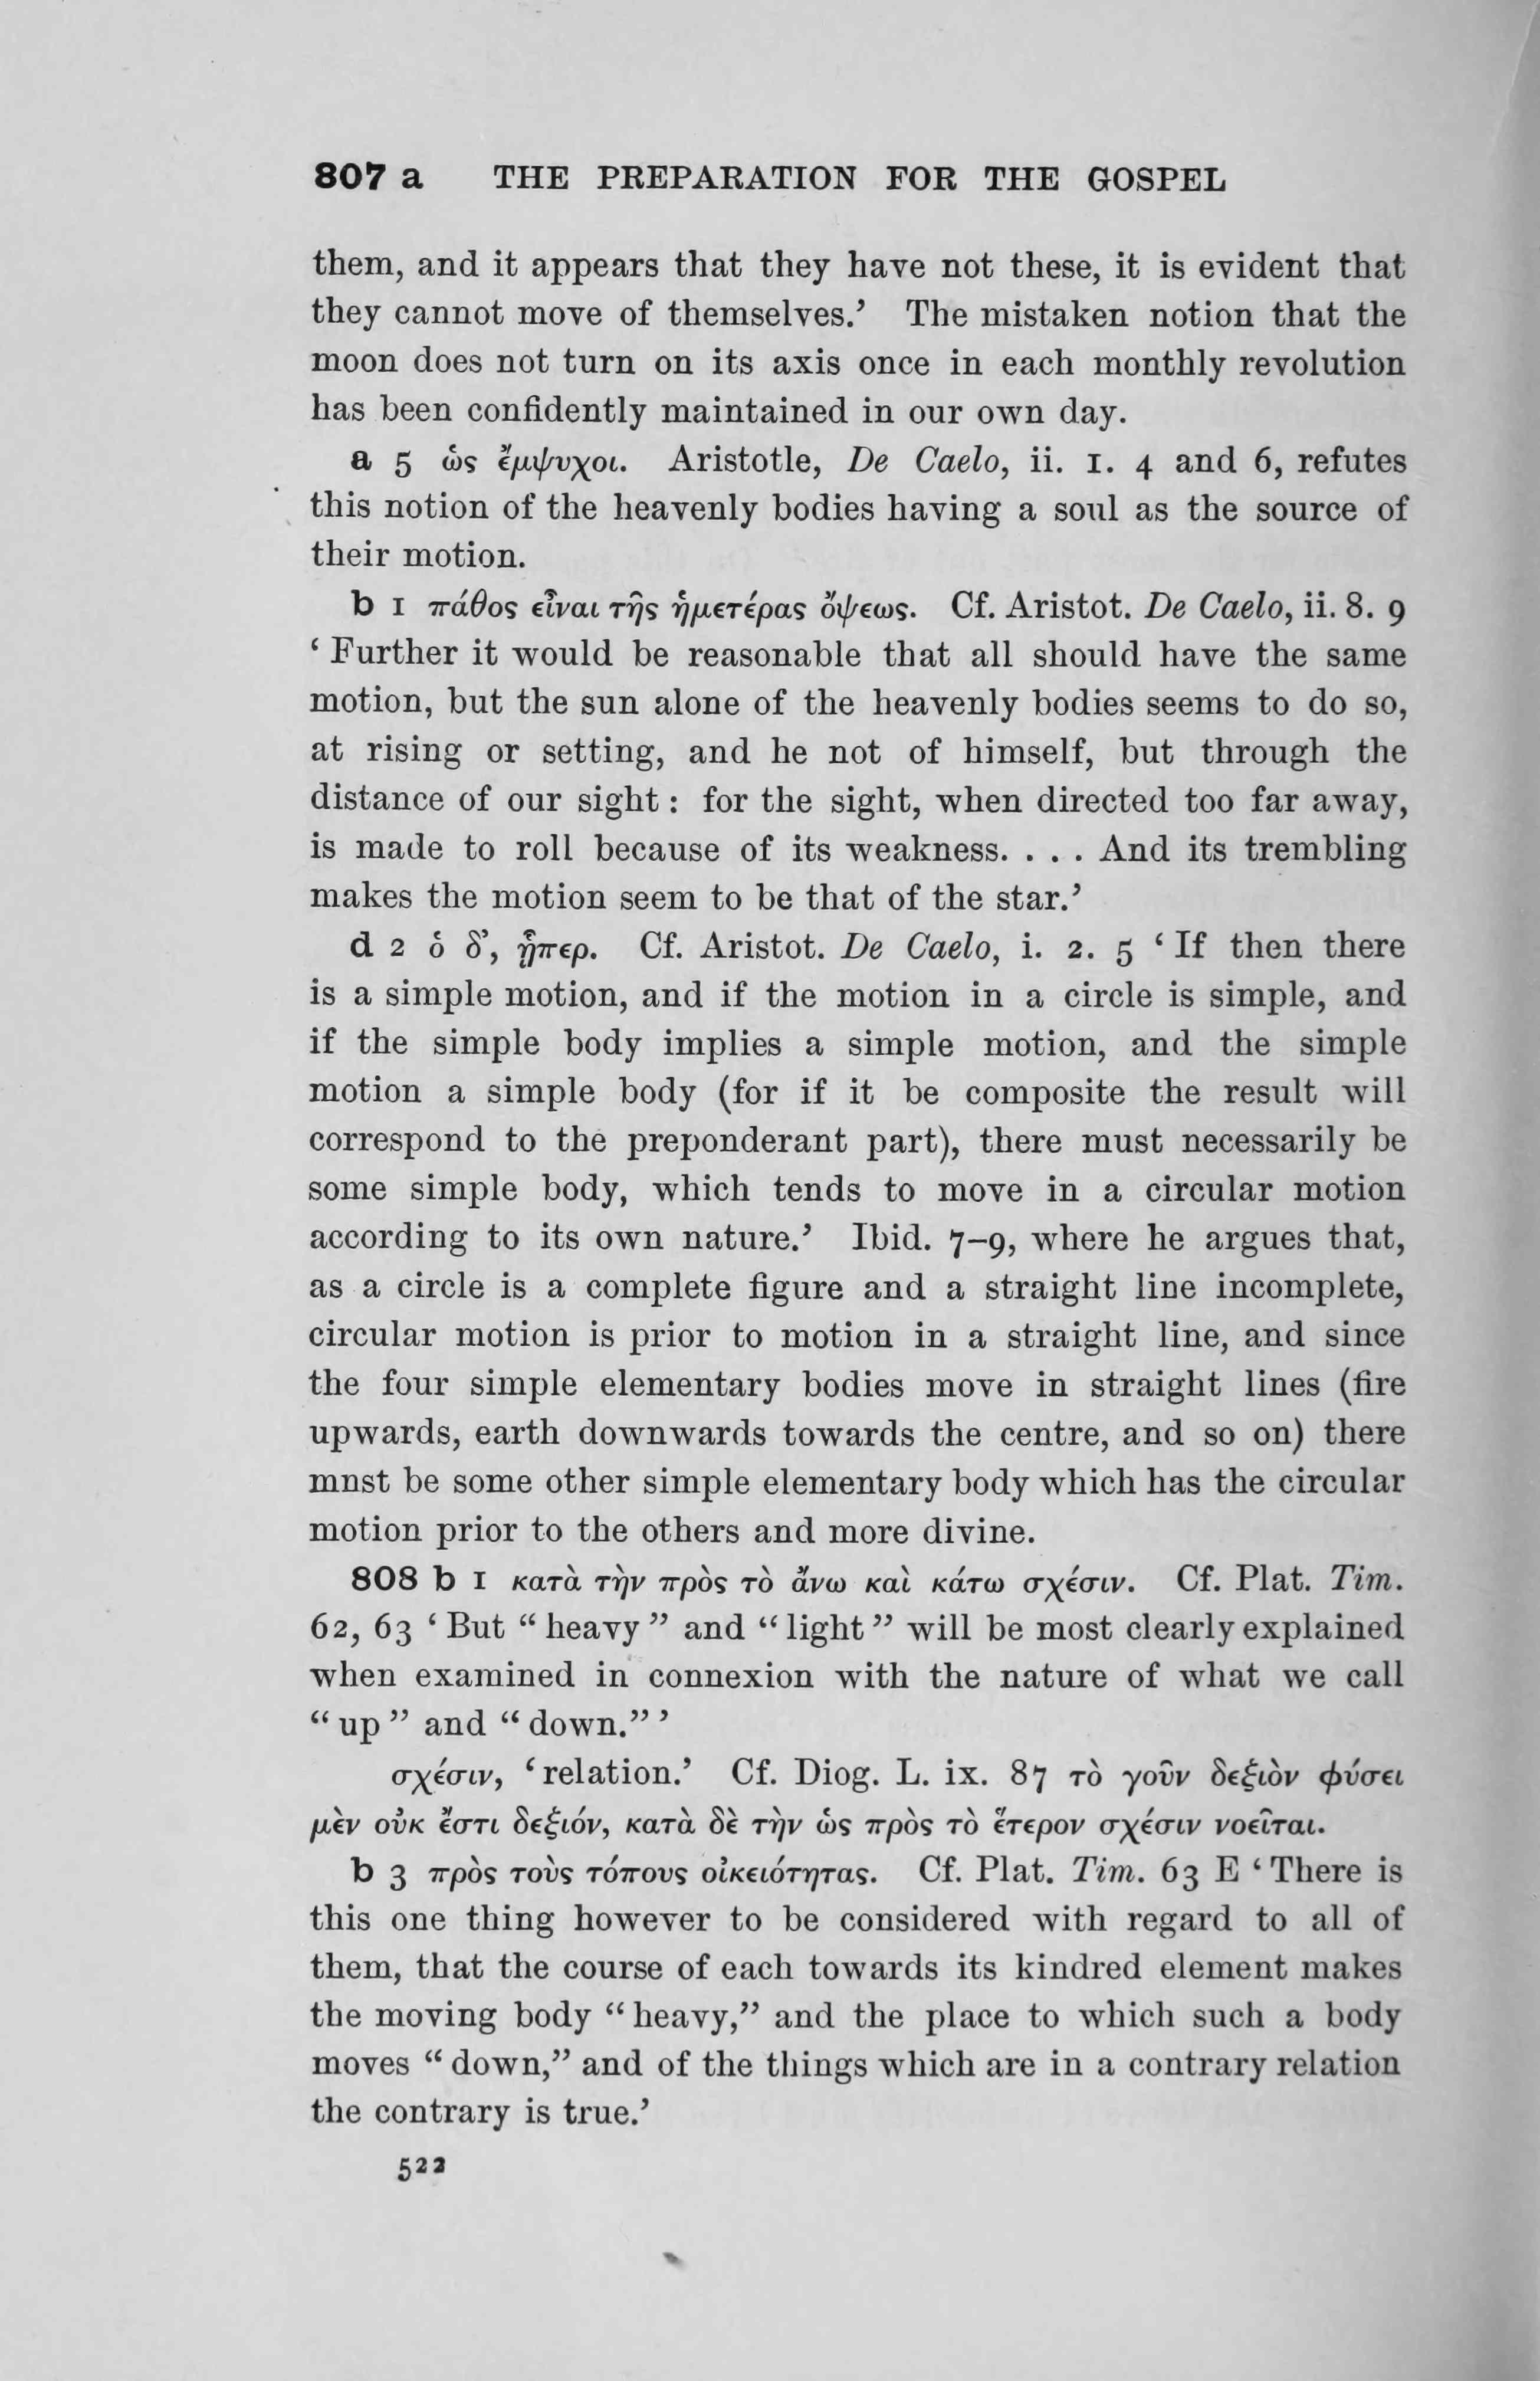 807 a THE PREPARATION FOR THE GOSPEL
them, and it appears that they have not these, it is evident that
they cannot move of themselves.’ The mistaken notion that the
moon does not turn on its axis once in each monthly revolution
has been confidently maintained in our own day.
a 5 ὡς ἔμψυχοι. Aristotle, De Caelo, ii. 1. 4 and 6, refutes
this notion of the heavenly bodies having a soul as the source of
their motion.
b 1 πάθος εἶναι τῆς ἡμετέρας ὄψεως. Cf. Aristot. De Caelo, ii. 8. 9
‘ Further it would be reasonable that all should have the same
motion, but the sun alone of the heavenly bodies seems to do so,
at rising or setting, and he not of himself, but through the
distance of our sight : for the sight, when directed too far away,
is made to roll because of its weakness. . . . And its trembling
makes the motion seem to be that of the star.’
d 2 ὁ δ’, ᾗπερ. Cf. Aristot. De Caelo, i. 2. 5 ‘ If then there
is a simple motion, and if the motion in a circle is simple, and
if the simple body implies a simple motion, and the simple
motion a simple body (for if it be composite the result will
correspond to the preponderant part), there must necessarily be
some simple body, which tends to move in a circular motion
according to its own nature.’ Ibid. 7–9, where he argues that,
as a circle is a complete figure and a straight line incomplete,
circular motion is prior to motion in a straight line, and since
the four simple elementary bodies move in straight lines (fire
upwards, earth downwards towards the centre, and so on) there
mnst be some other simple elementary body which has the circular
motion prior to the others and more divine.
808 b 1 κατὰ τὴν πρὸς τὸ ἄνω καὶ κάτω σχέσιν. Cf. Plat. Tim.
62, 63 ‘ But “ heavy ” and “ light ” will be most clearly explained
when examined in connexion with the nature of what we call
“ up ” and “ down.” ’
σχέσιν, ‘ relation.’ Cf. Diog. L. ix. 87 τὸ γοῦν δεξιὸν φύσει
μὲν οὐκ ἔστι δεξιόν, κατὰ δὲ τὴν ὡς πρὸς τὸ ἕτερον σχέσιν νοεῖται.
b 3 πρὸς τοὺς τόπους οἰκειότητας. Cf. Plat. Tim. 63 E ‘ There is
this one thing however to be considered with regard to all of
them, that the course of each towards its kindred element makes
the moving body “ heavy,” and the place to which such a body
moves “ down,” and of the things which are in a contrary relation
the contrary is true.’
522